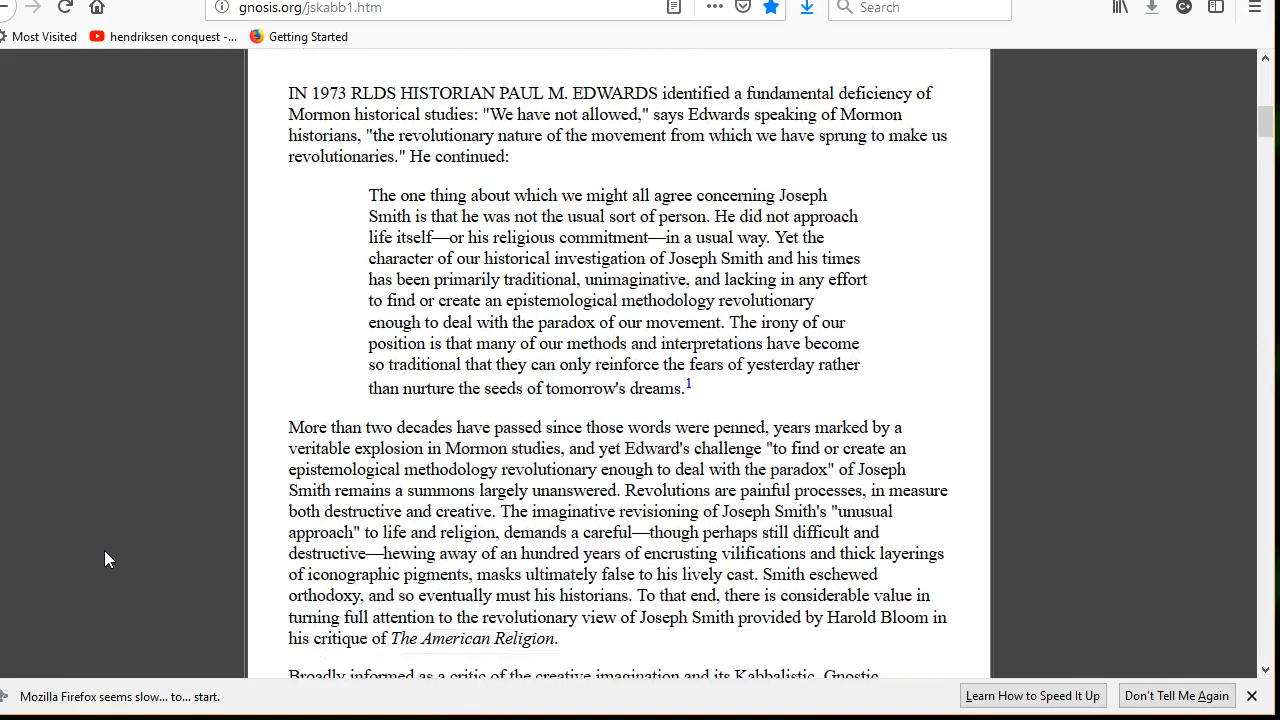 gnosis.org/jskabb1.htm
Search
Most Visited
hendriksen conquest -...
Getting Started
IN 1973 RLDS HISTORIAN PAUL M. EDWARDS identified a fundamental deficiency of
Mormon historical studies: "We have not allowed," says Edwards speaking of Mormon
historians, "the revolutionary nature of the movement from which we have sprung to make us
revolutionaries." He continued:
The one thing about which we might all agree concerning Joseph
Smith is that he was not the usual sort of person. He did not approach
life itself—or his religious commitment—in a usual way. Yet the
character of our historical investigation of Joseph Smith and his times
has been primarily traditional, unimaginative, and lacking in any effort
to find or create an epistemological methodology revolutionary
enough to deal with the paradox of our movement. The irony of our
position is that many of our methods and interpretations have become
so traditional that they can only reinforce the fears of yesterday rather
than nurture the seeds of tomorrow's dreams.1
More than two decades have passed since those words were penned, years marked by a
veritable explosion in Mormon studies, and yet Edward's challenge "to find or create an
epistemological methodology revolutionary enough to deal with the paradox" of Joseph
Smith remains a summons largely unanswered. Revolutions are painful processes, in measure
both destructive and creative. The imaginative revisioning of Joseph Smith's "unusual
approach" to life and religion, demands a careful—though perhaps still difficult and
destructive—hewing away of an hundred years of encrusting vilifications and thick layerings
of iconographic pigments, masks ultimately false to his lively cast. Smith eschewed
orthodoxy, and so eventually must his historians. To that end, there is considerable value in
turning full attention to the revolutionary view of Joseph Smith provided by Harold Bloom in
his critique of The American Religion.
Broadly informed as a critic of the creative imagination and its Kabbalistic, Gnostic
Mozilla Firefox seems slow... to... start.
Learn How to Speed It Up
Don't Tell Me Again